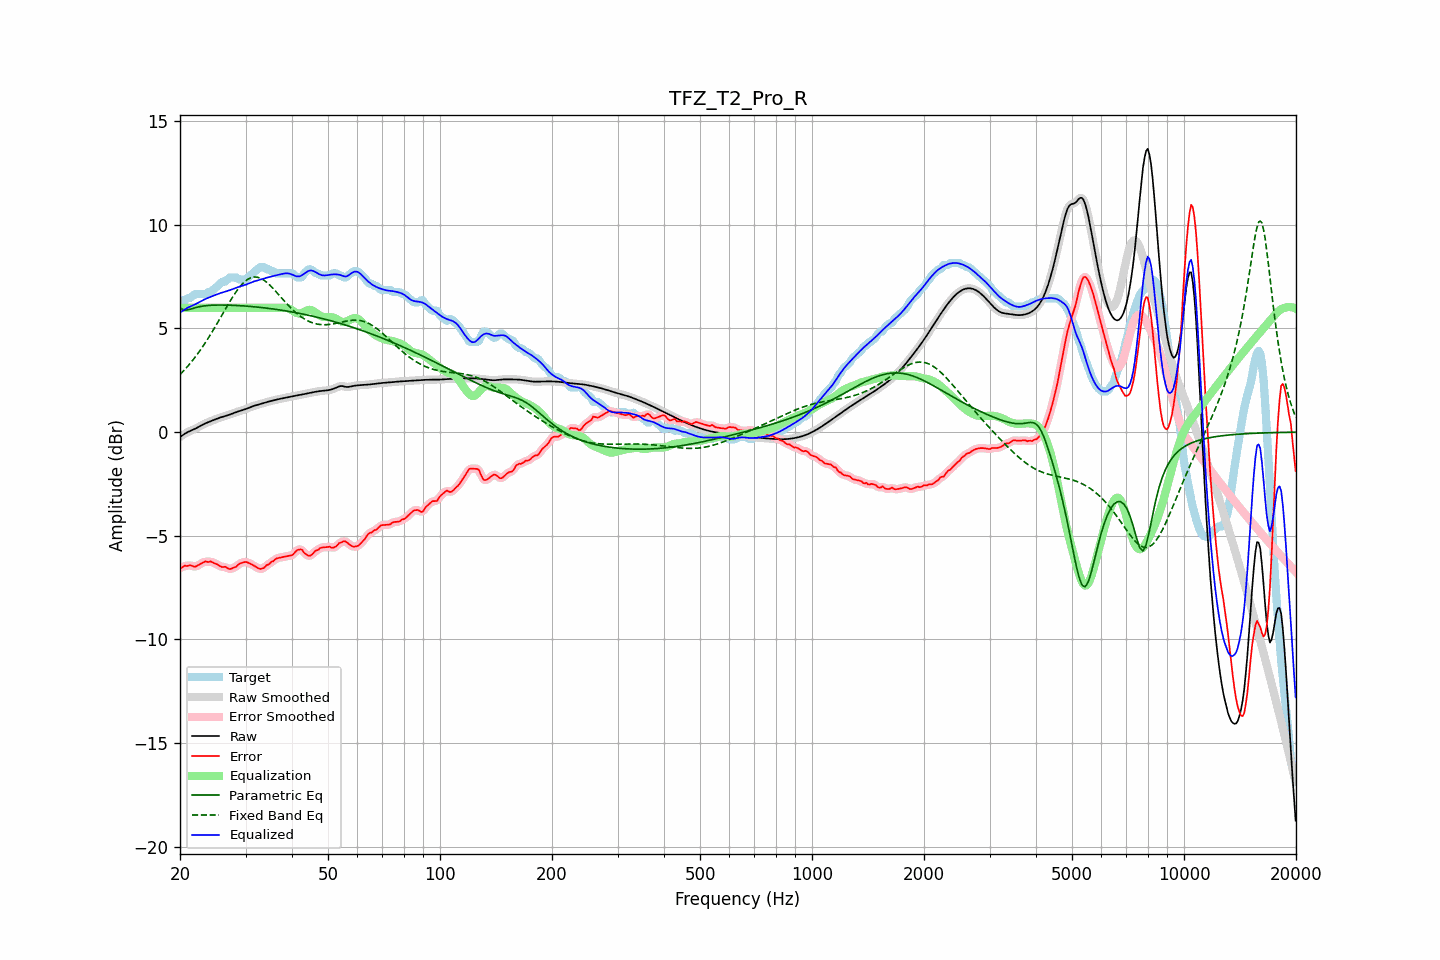 TFZ_T2_Pro_R
Amplitude (dBr)
15
10
5
0
−5
−10
−15
−20
Target
Raw Smoothed
Error Smoothed
Raw
Error
Equalization
Parametric Eq
Fixed Band Eq
Equalized
20 50 100 200 500 1000 2000 5000 10000 20000
Frequency (Hz)